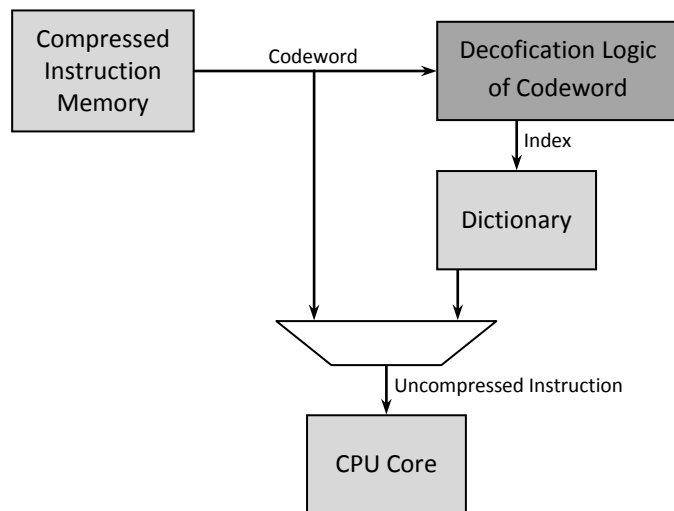 Compressed
Instruction
Memory
Codeword
Decofication Logic
of Codeword
Index
Dictionary
Uncompressed Instruction
CPU Core